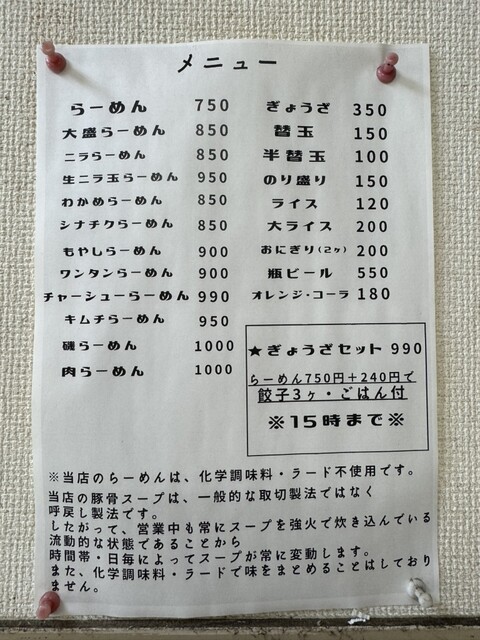 メニュー
らーめん 750
大盛らーめん 850
ニラらーめん 850
生ニラ玉らーめん 950
わかめらーめん 850
シナチクらーめん 850
もやしらーめん 900
ワンタンらーめん 900
チャーシューらーめん 990
キムチらーめん 950
磯らーめん 1000
肉らーめん 1000
ぎょうざ 350
替玉 150
半替玉 100
のり盛り 150
ライス 120
大ライス 200
おにぎり(2ヶ) 200
瓶ビール 550
オレンジ・コーラ 180
★ぎょうざセット 990
らーめん750円+240円で
餃子3ヶ・ごはん付
※15時まで※
※当店のらーめんは、化学調味料・ラード不使用です。
当店の豚骨スープは、一般的な取切製法ではなく
呼戻し製法です。
したがって、営業中も常にスープを強火で炊き込んでいる
流動的な状態であることから
時間帯・日毎によってスープが常に変動します。
また、化学調味料・ラードで味をまとめることはしており
ません。